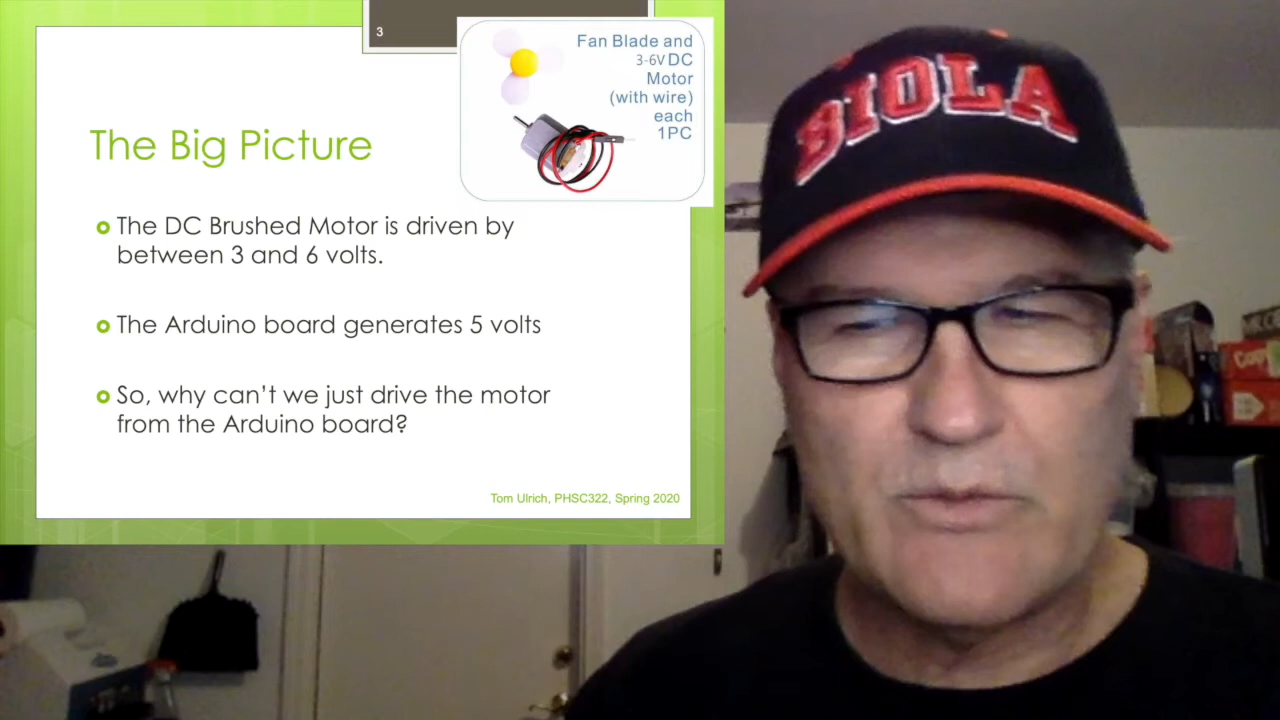 3
Fan Blade and
3-6V DC
Motor
(with wire)
each
1PC
The Big Picture
The DC Brushed Motor is driven by
between 3 and 6 volts.
The Arduino board generates 5 volts
So, why can't we just drive the motor
from the Arduino board?
Tom Ulrich, PHSC322, Spring 2020
BIOLA